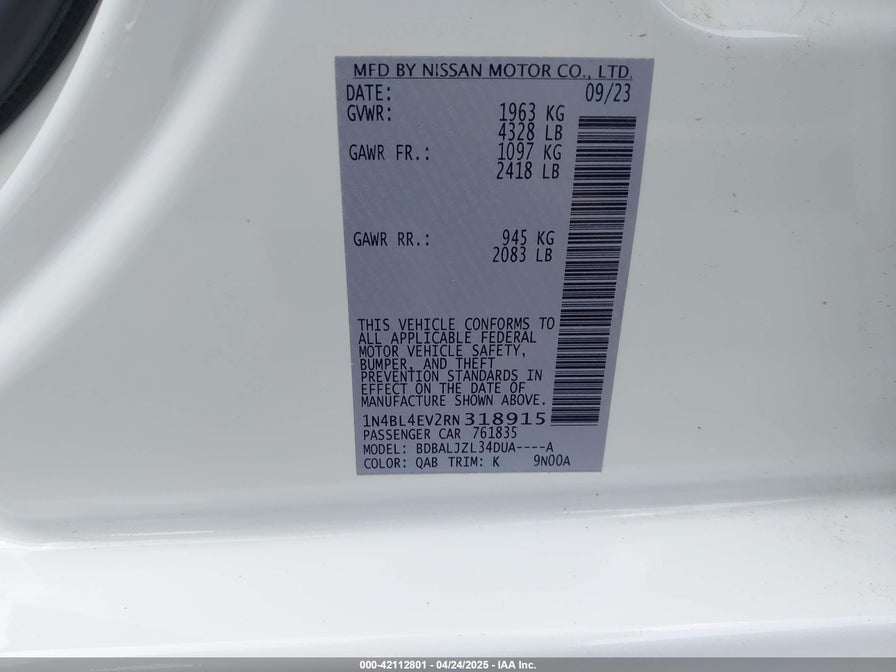 MFD BY NISSAN MOTOR CO., LTD.
DATE: 09/23
GVWR: 1963 KG
4328 LB
GAWR FR.: 1097 KG
2418 LB
GAWR RR.: 945 KG
2083 LB
THIS VEHICLE CONFORMS TO
ALL APPLICABLE FEDERAL
MOTOR VEHICLE SAFETY,
BUMPER, AND THEFT
PREVENTION STANDARDS IN
EFFECT ON THE DATE OF
MANUFACTURE SHOWN ABOVE.
1N4BL4EV2RN318915
PASSENGER CAR 761835
MODEL: BDBALJZL34DUA----A
COLOR: QAB TRIM: K 9N00A
000-42112801 - 04/24/2025 - IAA Inc.